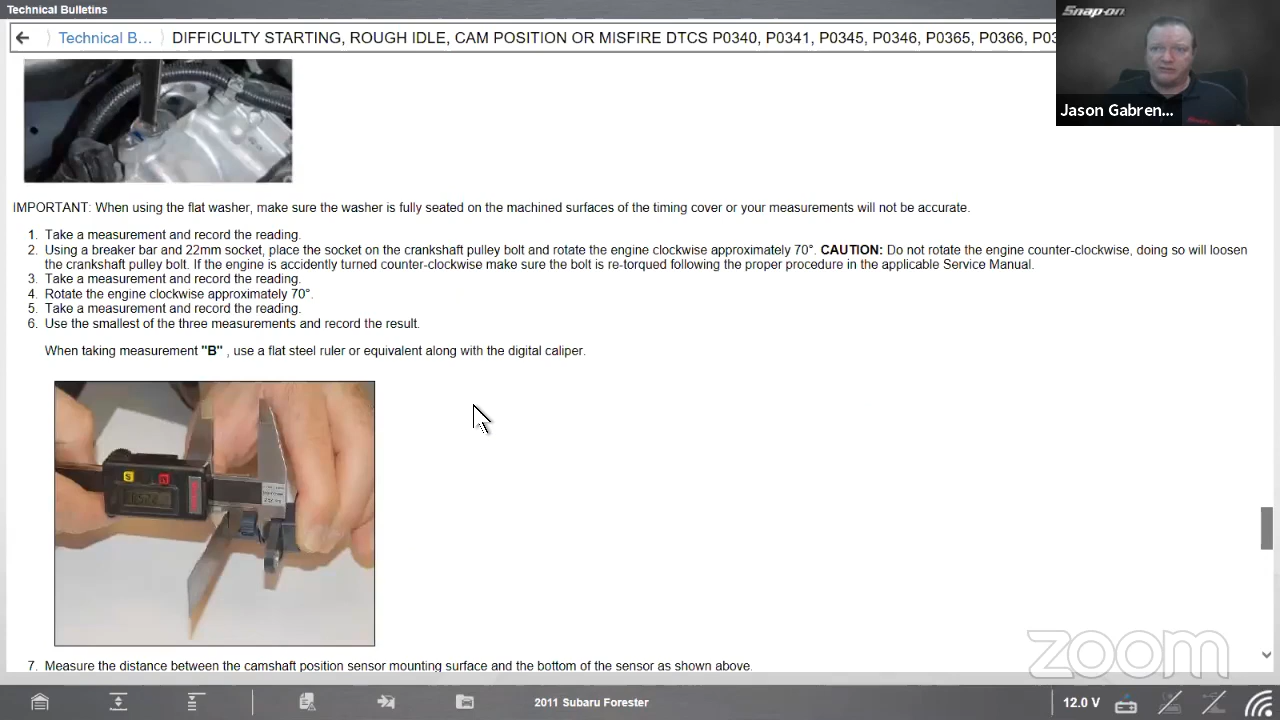 Technical Bulletins
Technical B... DIFFICULTY STARTING, ROUGH IDLE, CAM POSITION OR MISFIRE DTCS P0340, P0341, P0345, P0346, P0365, P0366, P03
Snap-on
Jason Gabren...
IMPORTANT: When using the flat washer, make sure the washer is fully seated on the machined surfaces of the timing cover or your measurements will not be accurate.
1. Take a measurement and record the reading.
2. Using a breaker bar and 22mm socket, place the socket on the crankshaft pulley bolt and rotate the engine clockwise approximately 70°. CAUTION: Do not rotate the engine counter-clockwise, doing so will loosen
the crankshaft pulley bolt. If the engine is accidently turned counter-clockwise make sure the bolt is re-torqued following the proper procedure in the applicable Service Manual.
3. Take a measurement and record the reading.
4. Rotate the engine clockwise approximately 70°.
5. Take a measurement and record the reading.
6. Use the smallest of the three measurements and record the result.
When taking measurement "B" , use a flat steel ruler or equivalent along with the digital caliper.
7. Measure the distance between the camshaft position sensor mounting surface and the bottom of the sensor as shown above.
zoom
2011 Subaru Forester
12.0 V